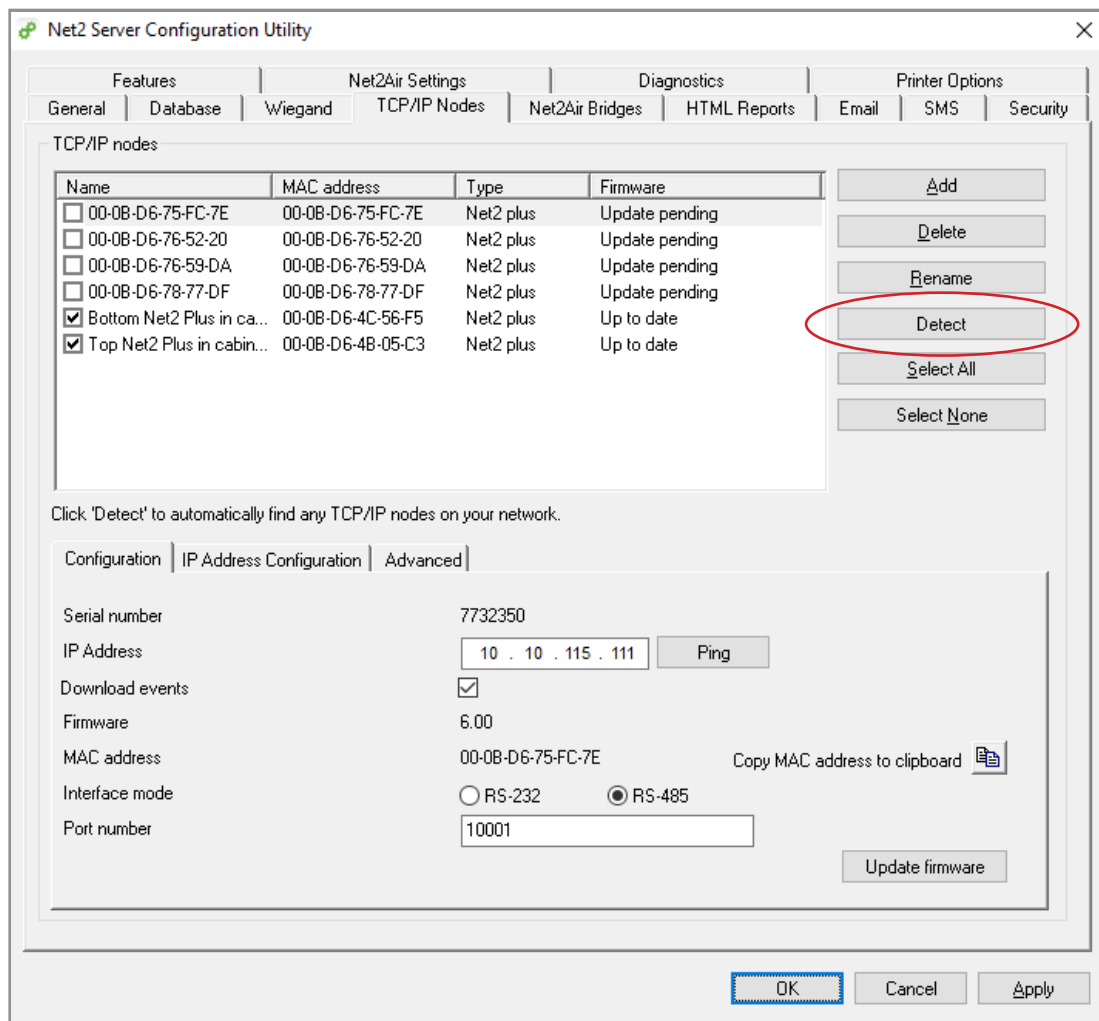 Net2 Server Configuration Utility
Features Net2Air Settings Diagnostics Printer Options
General Database Wiegand TCP/IP Nodes Net2Air Bridges HTML Reports Email SMS Security
TCP/IP nodes
Name MAC address Type Firmware
00-0B-D6-75-FC-7E 00-0B-D6-75-FC-7E Net2 plus Update pending
00-0B-D6-76-52-20 00-0B-D6-76-52-20 Net2 plus Update pending
00-0B-D6-76-59-DA 00-0B-D6-76-59-DA Net2 plus Update pending
00-0B-D6-78-77-DF 00-0B-D6-78-77-DF Net2 plus Update pending
Bottom Net2 Plus in ca... 00-0B-D6-4C-56-F5 Net2 plus Up to date
Top Net2 Plus in cabin... 00-0B-D6-4B-05-C3 Net2 plus Up to date
Add
Delete
Rename
Detect
Select All
Select None
Click 'Detect' to automatically find any TCP/IP nodes on your network.
Configuration IP Address Configuration Advanced
Serial number 7732350
IP Address 10 . 10 . 115 . 111 Ping
Download events
Firmware 6.00
MAC address 00-0B-D6-75-FC-7E Copy MAC address to clipboard
Interface mode RS-232 RS-485
Port number 10001
Update firmware
OK Cancel Apply